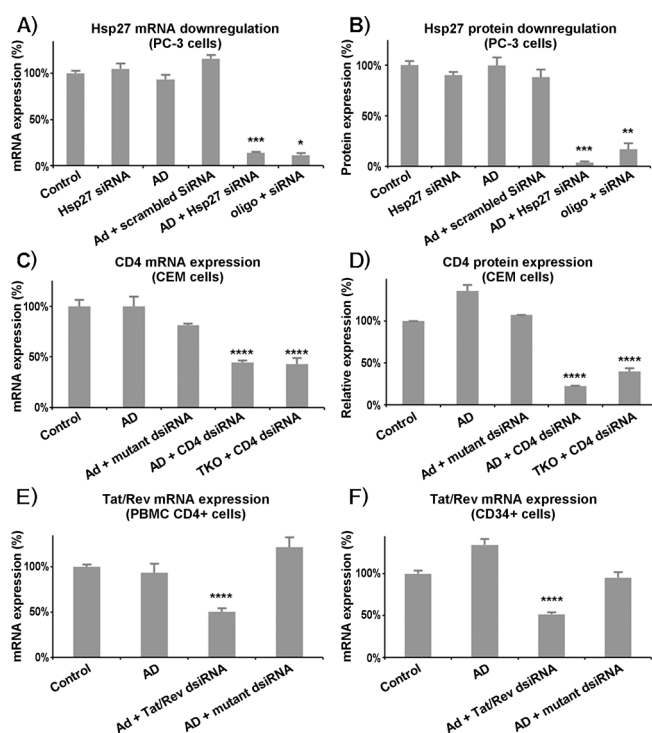 A)
Hsp27 mRNA downregulation
(PC-3 cells)
mRNA expression (%)
100%
50%
0%
***
*
Control
Hsp27 siRNA
AD
Ad + scrambled SiRNA
AD + Hsp27 siRNA
oligo + siRNA
B)
Hsp27 protein downregulation
(PC-3 cells)
Protein expression (%)
100%
50%
0%
***
**
Control
Hsp27 siRNA
AD
Ad + scrambled SiRNA
AD + Hsp27 siRNA
oligo + siRNA
C)
CD4 mRNA expression
(CEM cells)
mRNA expression (%)
100%
50%
0%
****
****
Control
AD
Ad + mutant dsiRNA
AD + CD4 dsiRNA
TKO + CD4 dsiRNA
D)
CD4 protein expression
(CEM cells)
Relative expression (%)
100%
50%
0%
****
****
Control
AD
Ad + mutant dsiRNA
AD + CD4 dsiRNA
TKO + CD4 dsiRNA
E)
Tat/Rev mRNA expression
(PBMC CD4+ cells)
mRNA expression (%)
100%
50%
0%
****
Control
AD
Ad + Tat/Rev dsiRNA
AD + mutant dsiRNA
F)
Tat/Rev mRNA expression
(CD34+ cells)
mRNA expression (%)
100%
50%
0%
****
Control
AD
Ad + Tat/Rev dsiRNA
AD + mutant dsiRNA